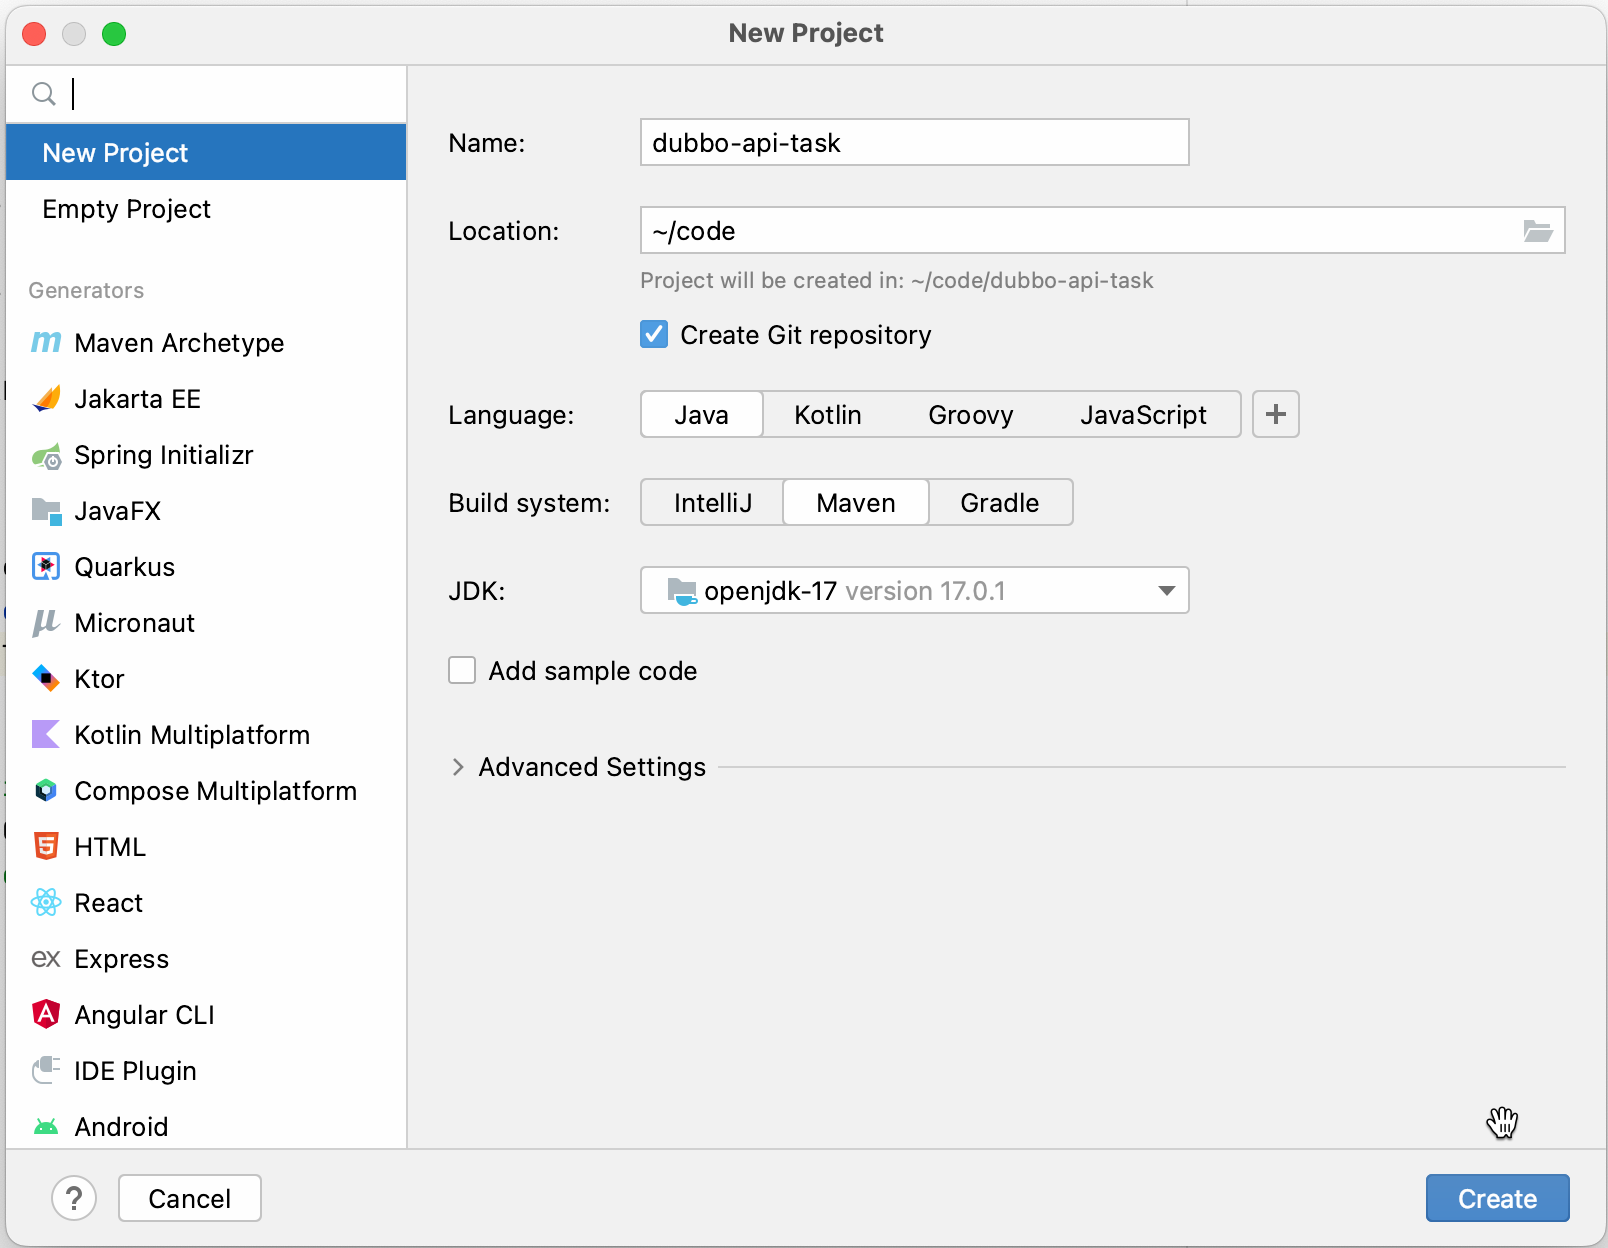 New Project
New Project
Empty Project
Generators
Maven Archetype
Jakarta EE
Spring Initializr
JavaFX
Quarkus
Micronaut
Ktor
Kotlin Multiplatform
Compose Multiplatform
HTML
React
ex Express
Angular CLI
IDE Plugin
Android
Name: dubbo-api-task
Location: ~/code
Project will be created in: ~/code/dubbo-api-task
Create Git repository
Language: Java Kotlin Groovy JavaScript +
Build system: IntelliJ Maven Gradle
JDK: openjdk-17 version 17.0.1
Add sample code
Advanced Settings
? Cancel Create